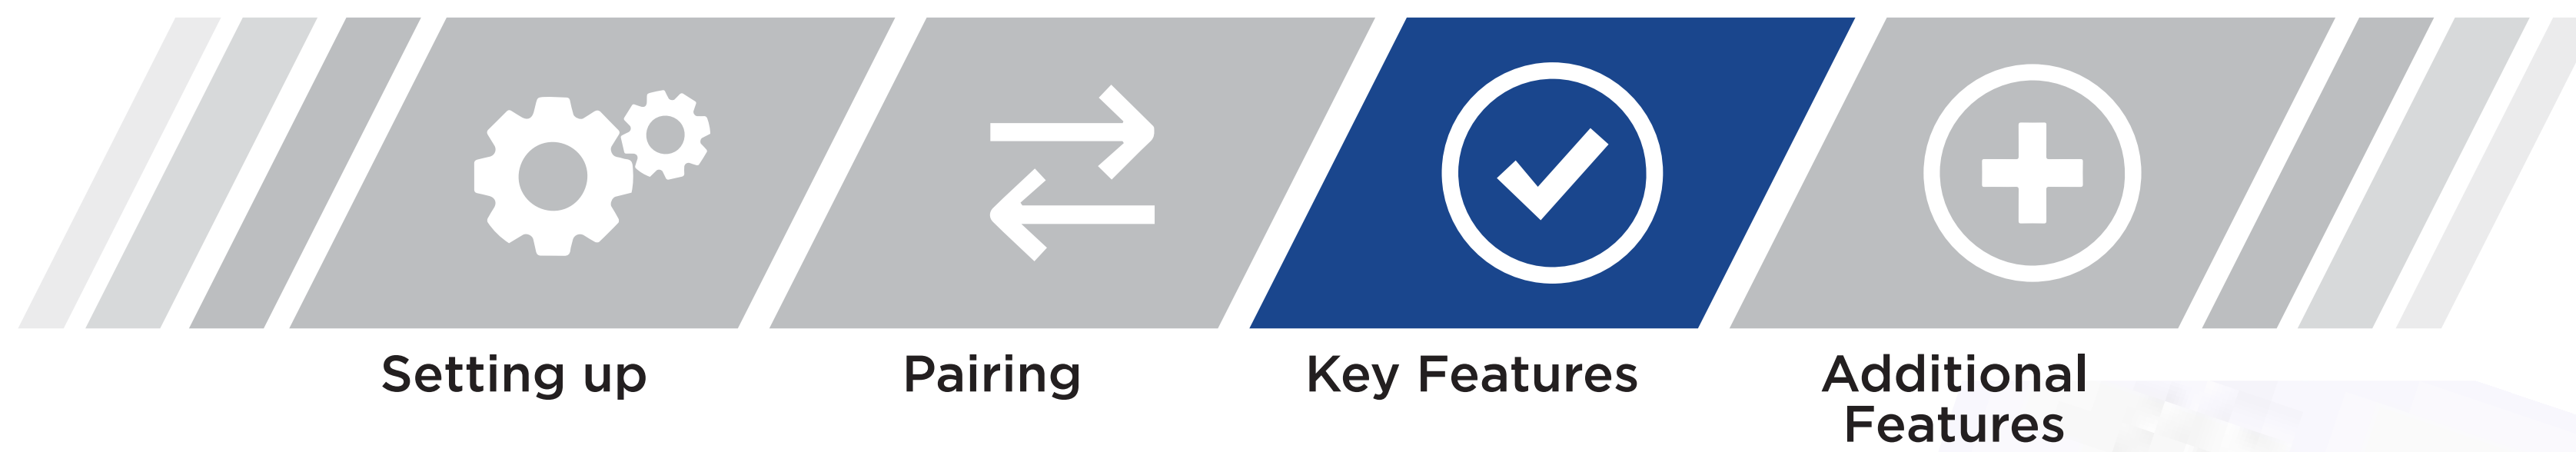 Setting up
Pairing
Key Features
Additional
Features